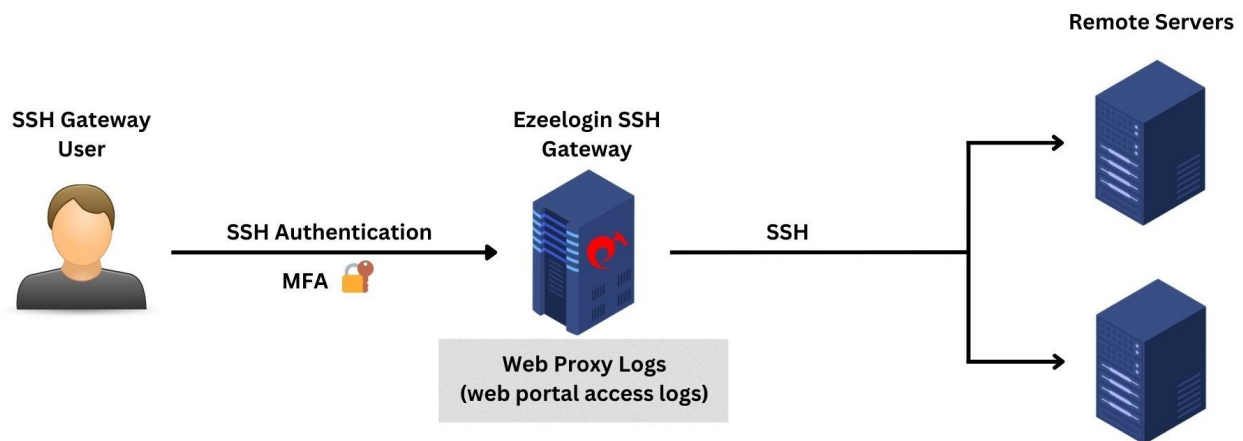 Remote Servers
SSH Gateway
User
Ezeelogin SSH
Gateway
SSH Authentication
MFA
SSH
Web Proxy Logs
(web portal access logs)